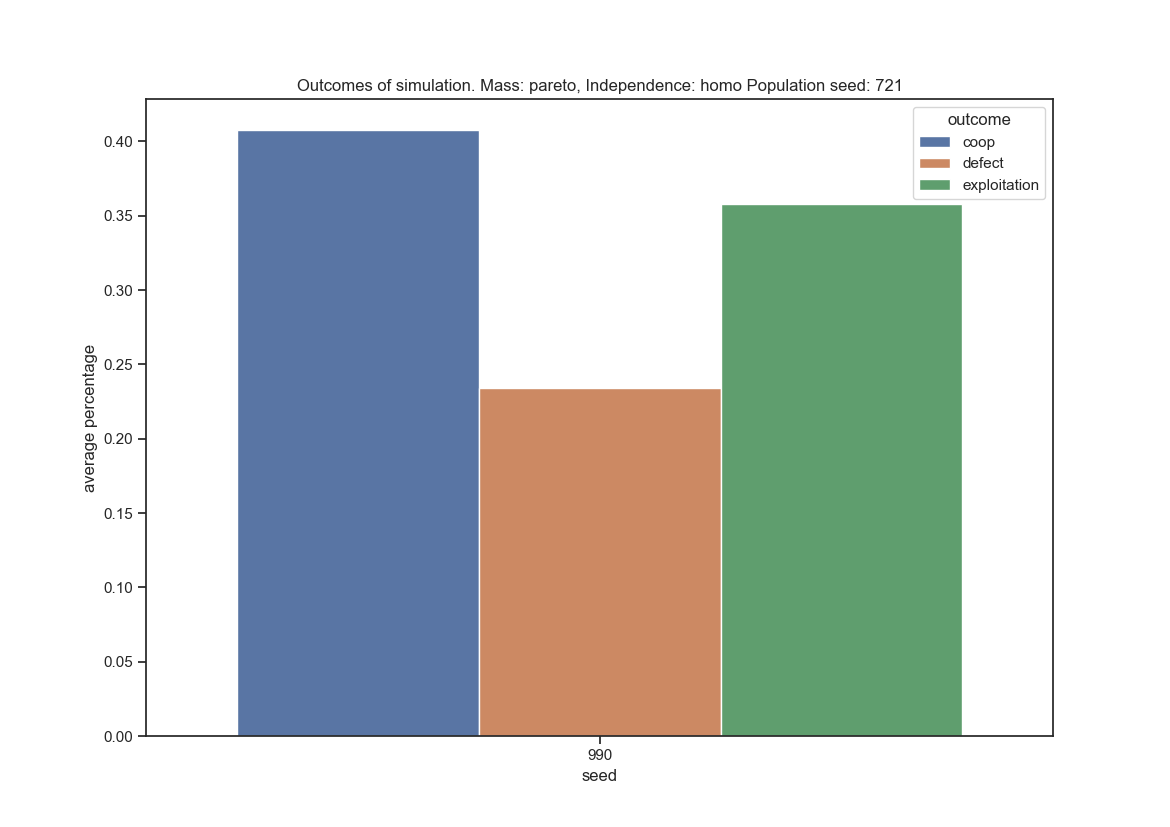 Outcomes of simulation. Mass: pareto, Independence: homo Population seed: 721
outcome
coop
defect
exploitation
0.40
0.35
0.30
0.25
0.20
0.15
0.10
0.05
0.00
average percentage
990
seed